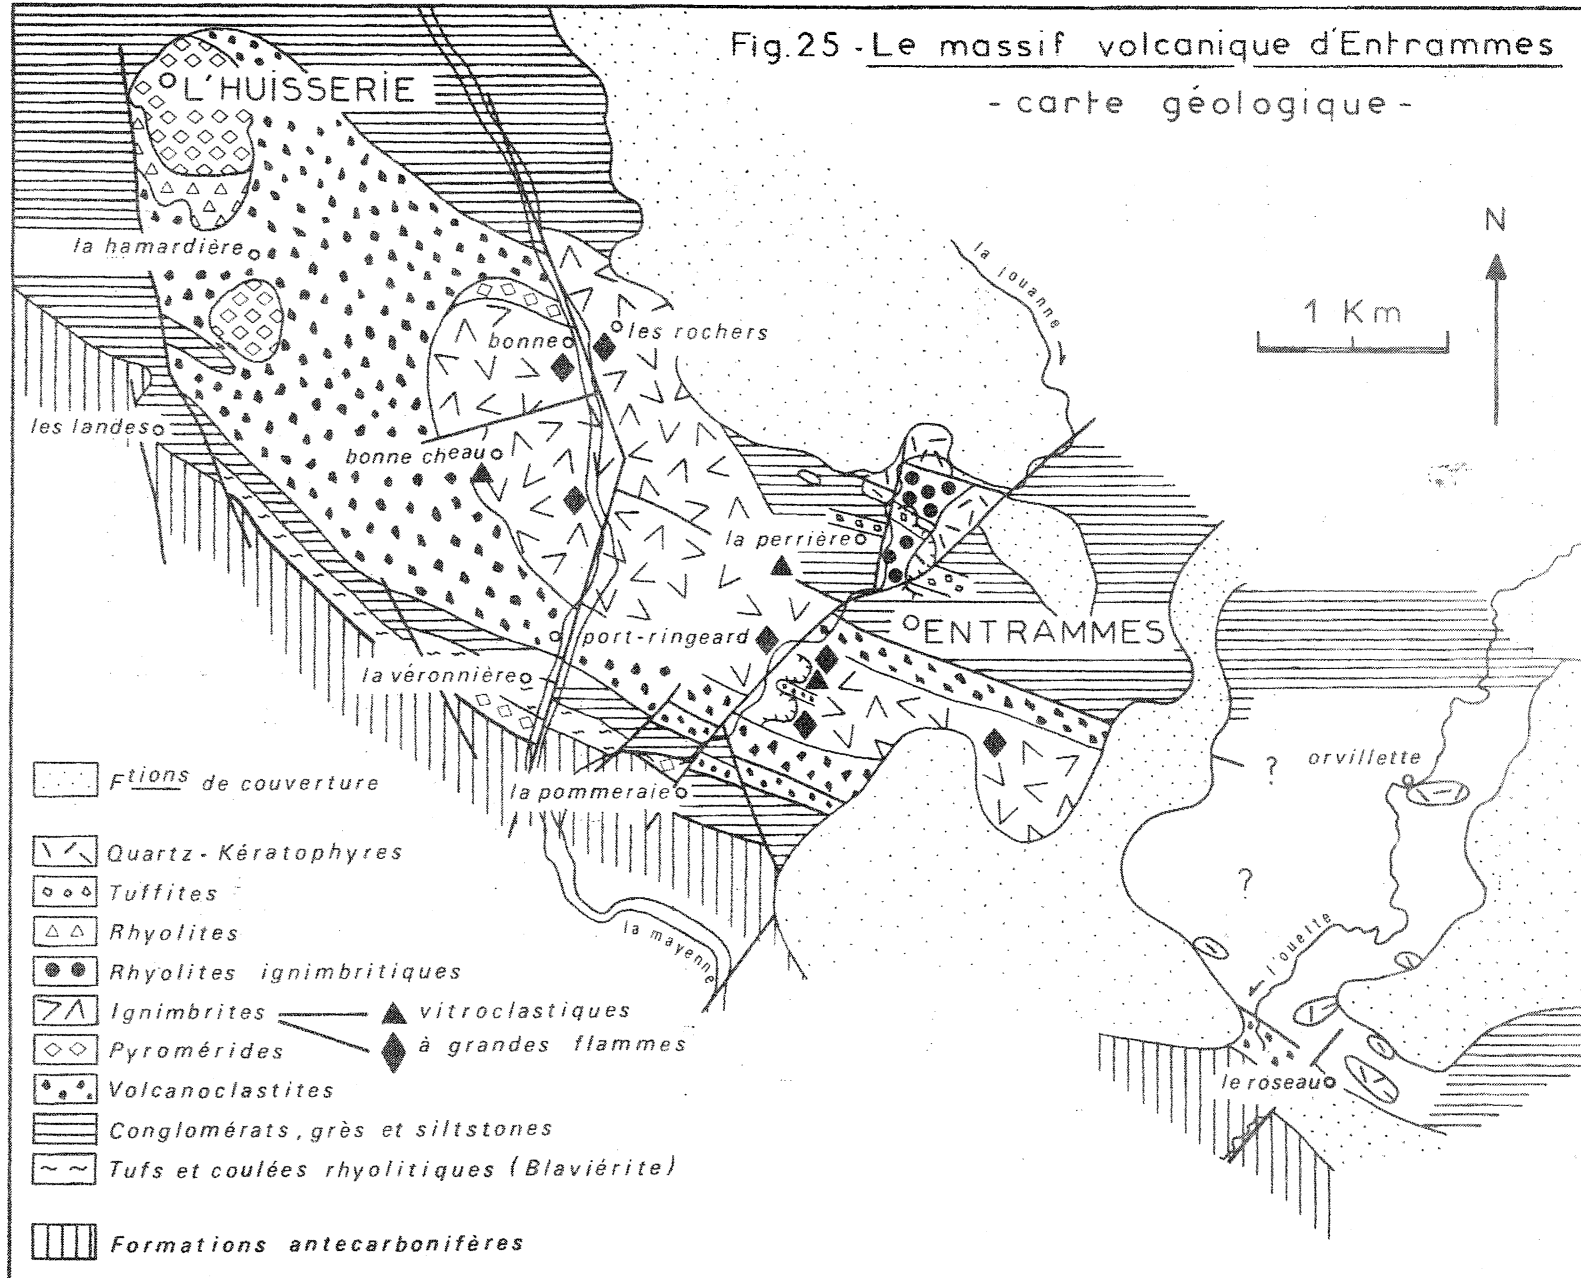 Fig.25 - Le massif volcanique d'Entrammes
- carte géologique -
L'HUISSERIE
la hamardière
la jouanne
N
1 Km
bonne
les rochers
les landes
bonne cheau
la perrière
port-ringeard
ENTRAMMES
la véronnière
la pommeraie
? orvillette
?
la mayenne
l'ouette
le roseau
Ftions de couverture
Quartz-Kératophyres
Tuffites
Rhyolites
Rhyolites ignimbritiques
Ignimbrites
vitroclastiques
Pyromérides
à grandes flammes
Volcanoclastites
Conglomérats, grès et siltstones
Tufs et coulées rhyolitiques (Blaviérite)
Formations antecarbonifères